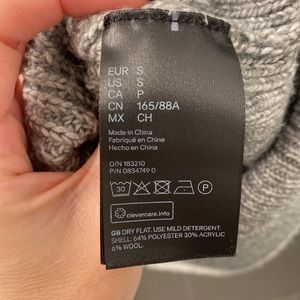 EUR S
US S
CA P
CN 165/88A
MX CH
Made in China
Fabriqué en Chine
Hecho en China
O/N 183210
P/N 0834749 0
30 P
clevercare.info
GB DRY FLAT. USE MILD DETERGENT.
SHELL: 64% POLYESTER 30% ACRYLIC
6% WOOL.